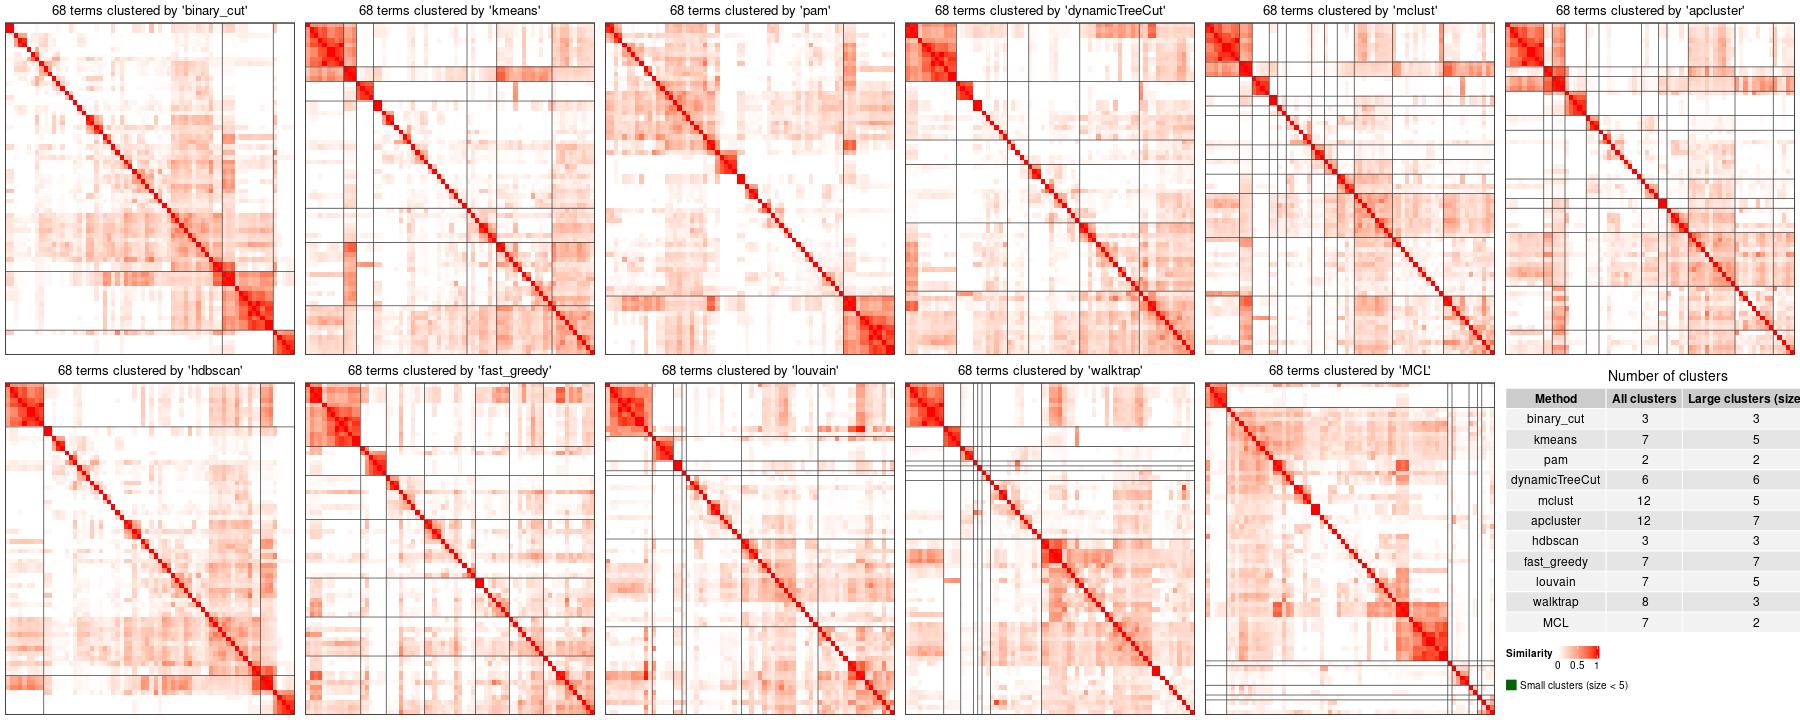 68 terms clustered by 'binary_cut'
68 terms clustered by 'kmeans'
68 terms clustered by 'pam'
68 terms clustered by 'dynamicTreeCut'
68 terms clustered by 'mclust'
68 terms clustered by 'apcluster'
68 terms clustered by 'hdbscan'
68 terms clustered by 'fast_greedy'
68 terms clustered by 'louvain'
68 terms clustered by 'walktrap'
68 terms clustered by 'MCL'
Number of clusters
Method All clusters Large clusters (size
binary_cut 3 3
kmeans 7 5
pam 2 2
dynamicTreeCut 6 6
mclust 12 5
apcluster 12 7
hdbscan 3 3
fast_greedy 7 7
louvain 7 5
walktrap 8 3
MCL 7 2
Similarity
0 0.5 1
Small clusters (size < 5)